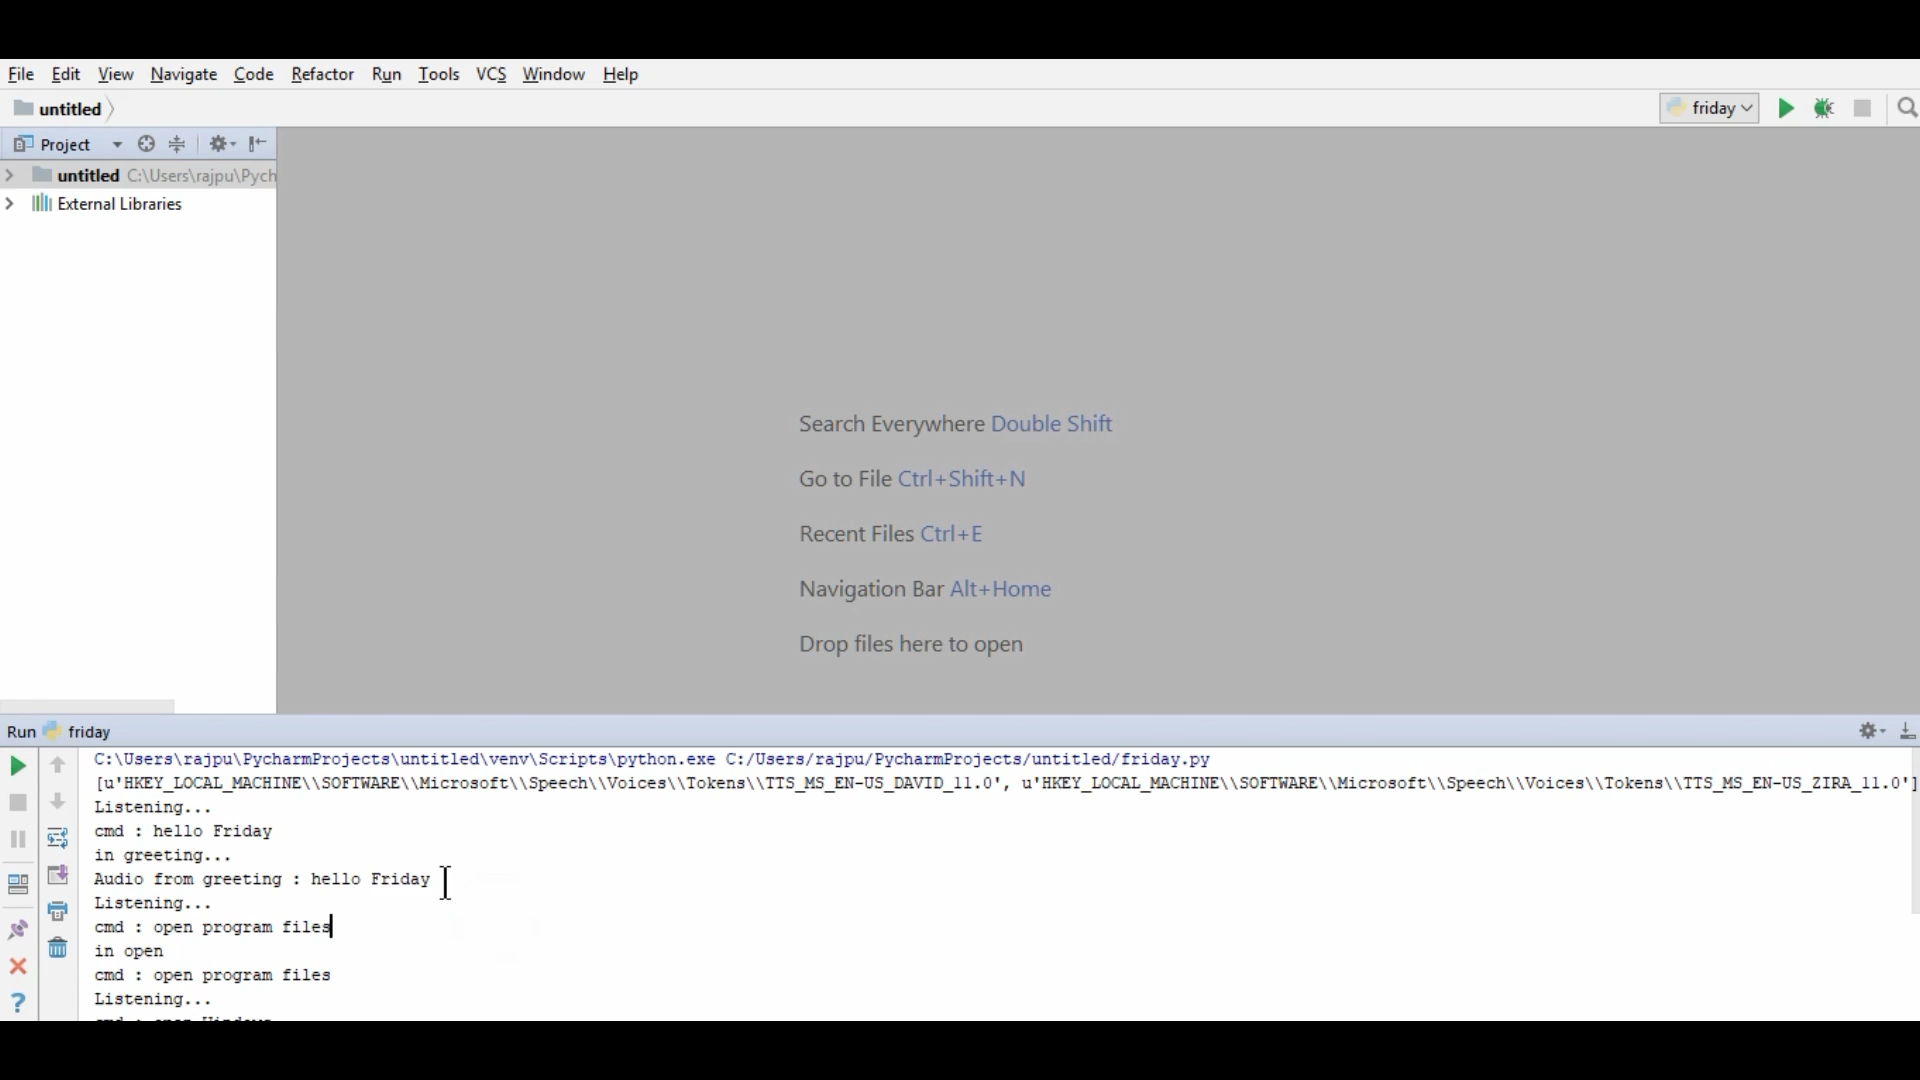 File Edit View Navigate Code Refactor Run Tools VCS Window Help
untitled
friday
Project
untitled C:\Users\rajpu\Pych
External Libraries
Search Everywhere Double Shift
Go to File Ctrl+Shift+N
Recent Files Ctrl+E
Navigation Bar Alt+Home
Drop files here to open
Run friday
C:\Users\rajpu\PycharmProjects\untitled\venv\Scripts\python.exe C:/Users/rajpu/PycharmProjects/untitled/friday.py
[u'HKEY_LOCAL_MACHINE\\SOFTWARE\\Microsoft\\Speech\\Voices\\Tokens\\TTS_MS_EN-US_DAVID_11.0', u'HKEY_LOCAL_MACHINE\\SOFTWARE\\Microsoft\\Speech\\Voices\\Tokens\\TTS_MS_EN-US_ZIRA_11.0']
Listening...
cmd : hello Friday
in greeting...
Audio from greeting : hello Friday
Listening...
cmd : open program files
in open
cmd : open program files
Listening...